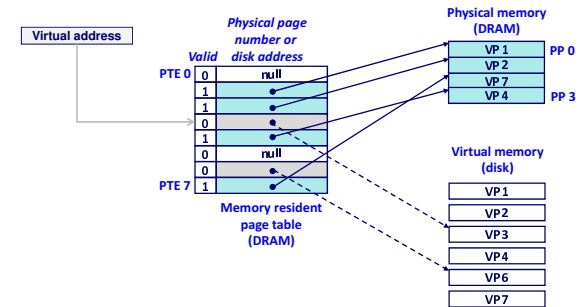 Virtual address
Physical page
number or
disk address
Valid
PTE 0
0
null
1
1
0
1
0
null
0
PTE 7
1
Memory resident
page table
(DRAM)
Physical memory
(DRAM)
VP 1
PP 0
VP 2
VP 7
VP 4
PP 3
Virtual memory
(disk)
VP 1
VP 2
VP 3
VP 4
VP 6
VP 7